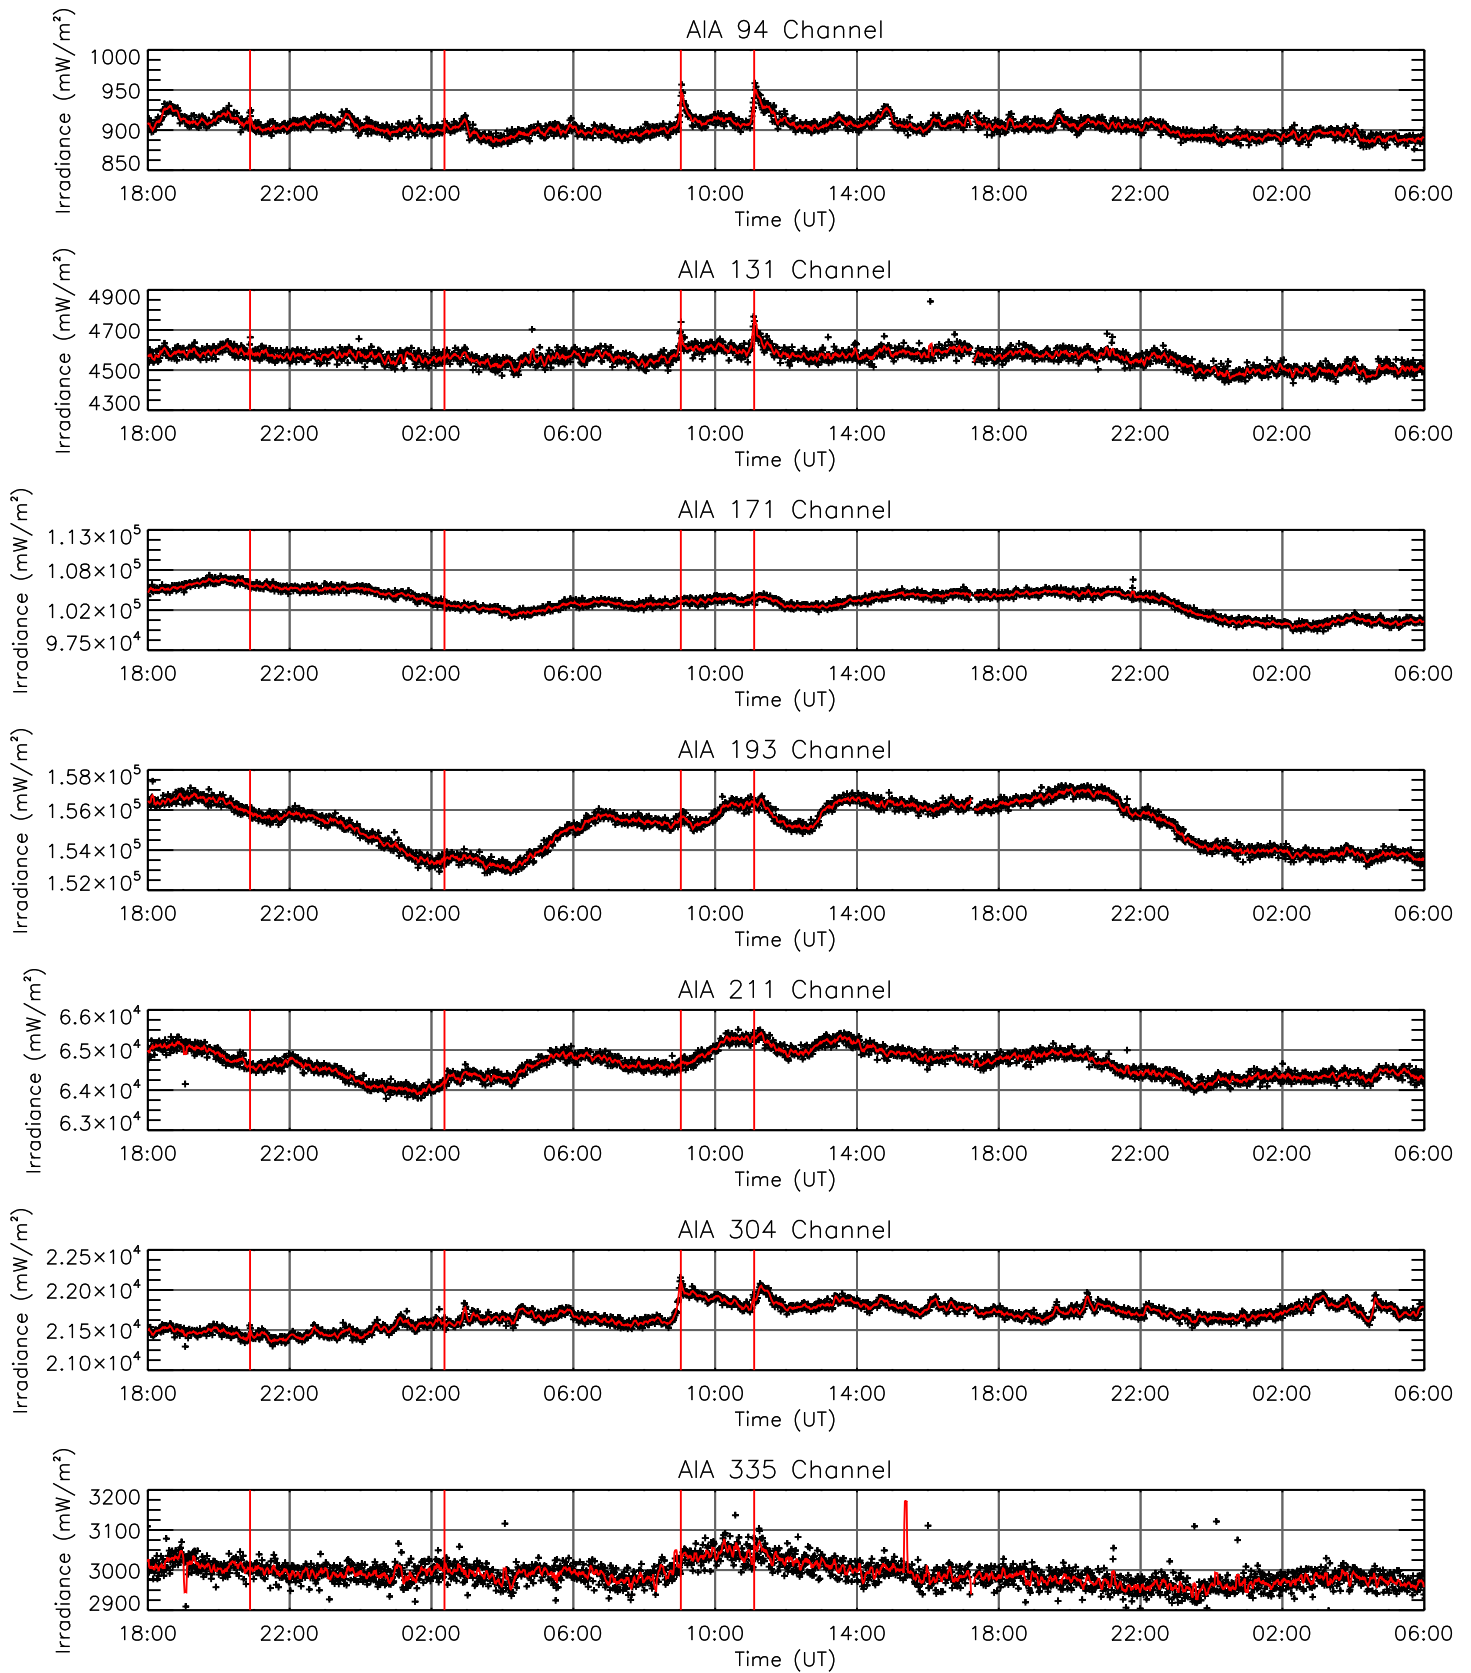 AIA 94 Channel
Irradiance (mW/m²)
1000
950
900
850
18:00 22:00 02:00 06:00 10:00 14:00 18:00 22:00 02:00 06:00
Time (UT)
AIA 131 Channel
Irradiance (mW/m²)
4900
4700
4500
4300
18:00 22:00 02:00 06:00 10:00 14:00 18:00 22:00 02:00 06:00
Time (UT)
AIA 171 Channel
Irradiance (mW/m²)
1.13×10⁵
1.08×10⁵
1.02×10⁵
9.75×10⁴
18:00 22:00 02:00 06:00 10:00 14:00 18:00 22:00 02:00 06:00
Time (UT)
AIA 193 Channel
Irradiance (mW/m²)
1.58×10⁵
1.56×10⁵
1.54×10⁵
1.52×10⁵
18:00 22:00 02:00 06:00 10:00 14:00 18:00 22:00 02:00 06:00
Time (UT)
AIA 211 Channel
Irradiance (mW/m²)
6.6×10⁴
6.5×10⁴
6.4×10⁴
6.3×10⁴
18:00 22:00 02:00 06:00 10:00 14:00 18:00 22:00 02:00 06:00
Time (UT)
AIA 304 Channel
Irradiance (mW/m²)
2.25×10⁴
2.20×10⁴
2.15×10⁴
2.10×10⁴
18:00 22:00 02:00 06:00 10:00 14:00 18:00 22:00 02:00 06:00
Time (UT)
AIA 335 Channel
Irradiance (mW/m²)
3200
3100
3000
2900
18:00 22:00 02:00 06:00 10:00 14:00 18:00 22:00 02:00 06:00
Time (UT)